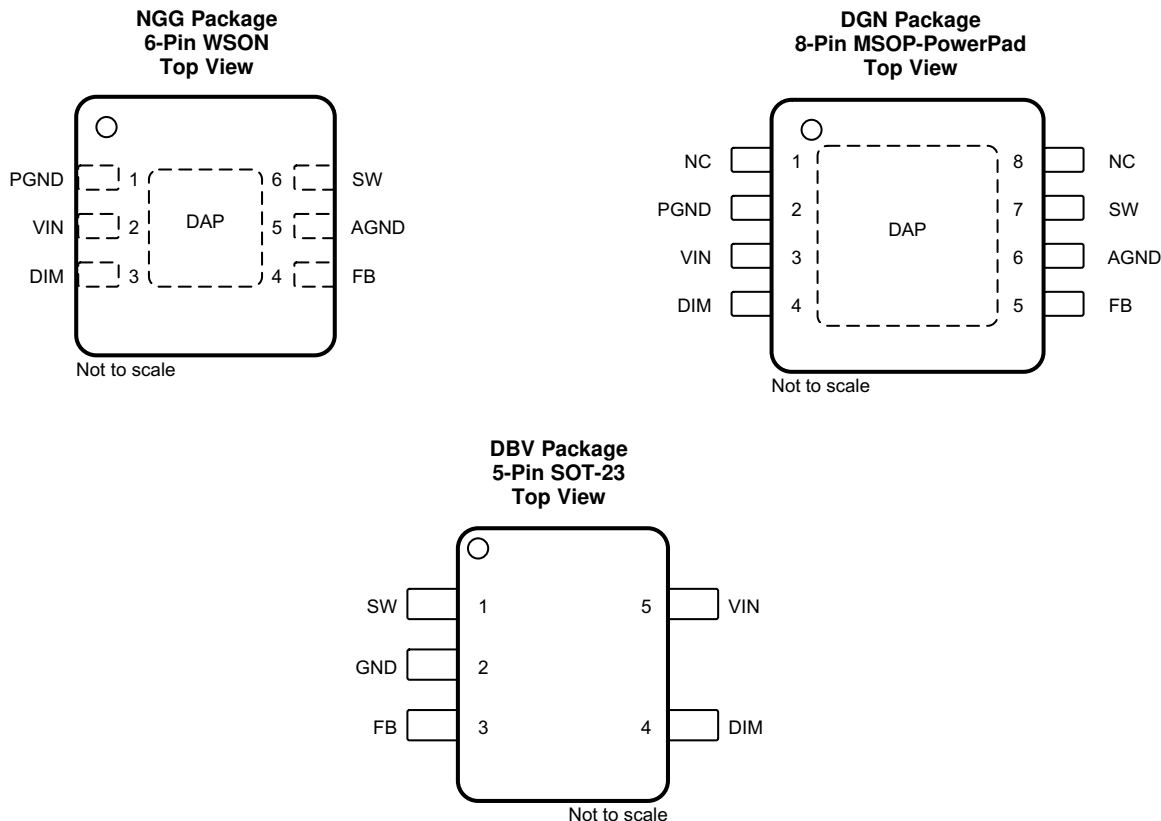 NGG Package
6-Pin WSON
Top View
PGND 1 6 SW
VIN 2 DAP 5 AGND
DIM 3 4 FB
Not to scale
DGN Package
8-Pin MSOP-PowerPad
Top View
NC 1 8 NC
PGND 2 7 SW
DAP
VIN 3 6 AGND
DIM 4 5 FB
Not to scale
DBV Package
5-Pin SOT-23
Top View
SW 1 5 VIN
GND 2
FB 3 4 DIM
Not to scale